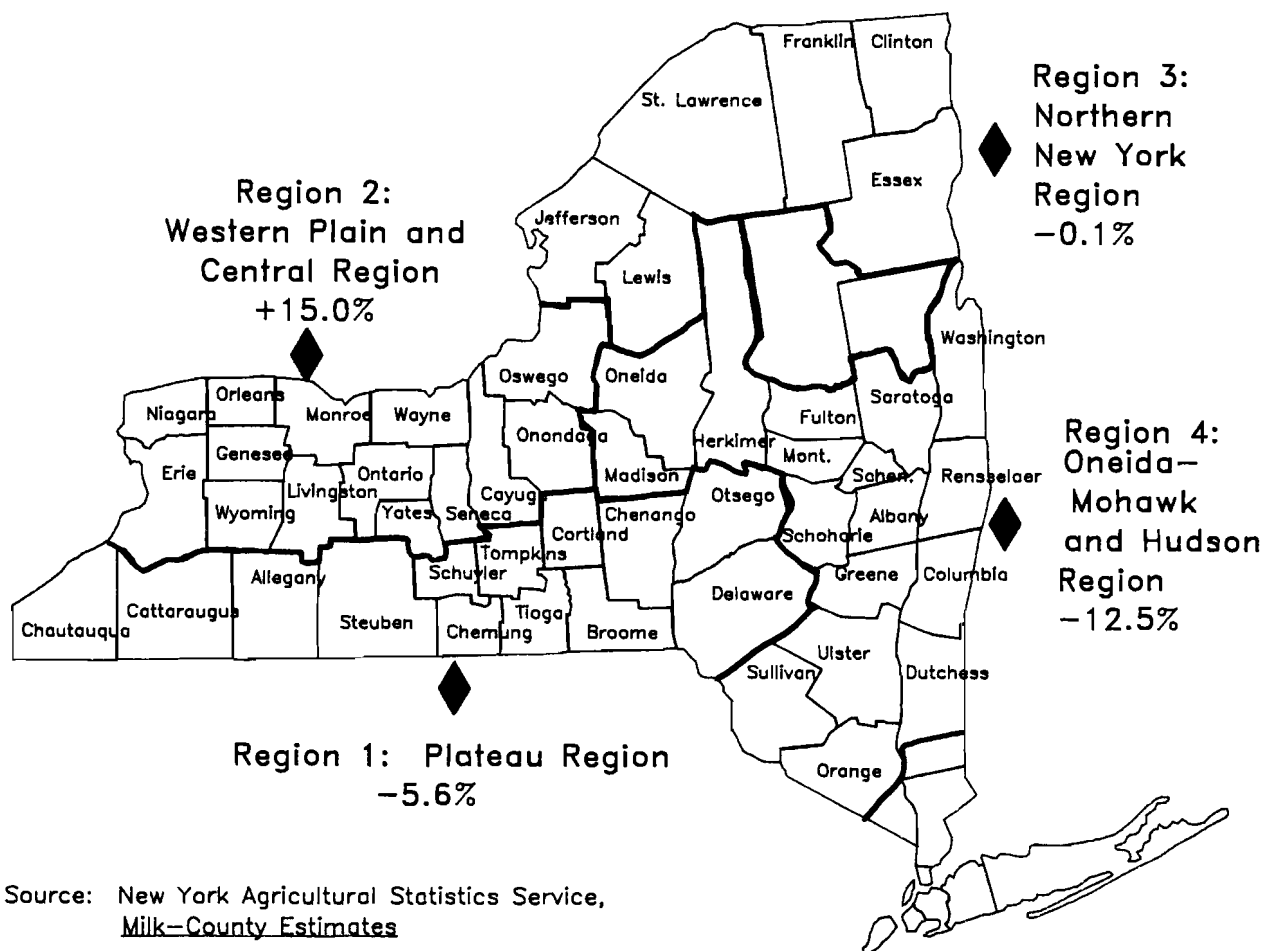 Franklin Clinton
St. Lawrence
Region 3:
Northern
New York
Region
-0.1%
Essex
Region 2:
Western Plain and
Central Region
+15.0%
Jefferson
Lewis
Washington
Oswego Oneida
Orleans
Niagara Monroe Wayne
Saratoga
Fulton
Onondaga
Herkimer
Mont.
Region 4:
Oneida-
Mohawk
and Hudson
Region
-12.5%
Genesee
Erie Ontario
Madison
Schen.
Rensselaer
Livingston
Cayug
Otsego
Wyoming Yates Seneca
Chenango
Albany
Cortland
Schoharie
Tompkins
Allegany Schuyler
Greene Columbia
Cattaraugus
Delaware
Tioga
Steuben
Chautauqua Chemung Broome
Ulster
Sullivan Dutchess
Region 1: Plateau Region
-5.6%
Orange
Source: New York Agricultural Statistics Service,
Milk-County Estimates